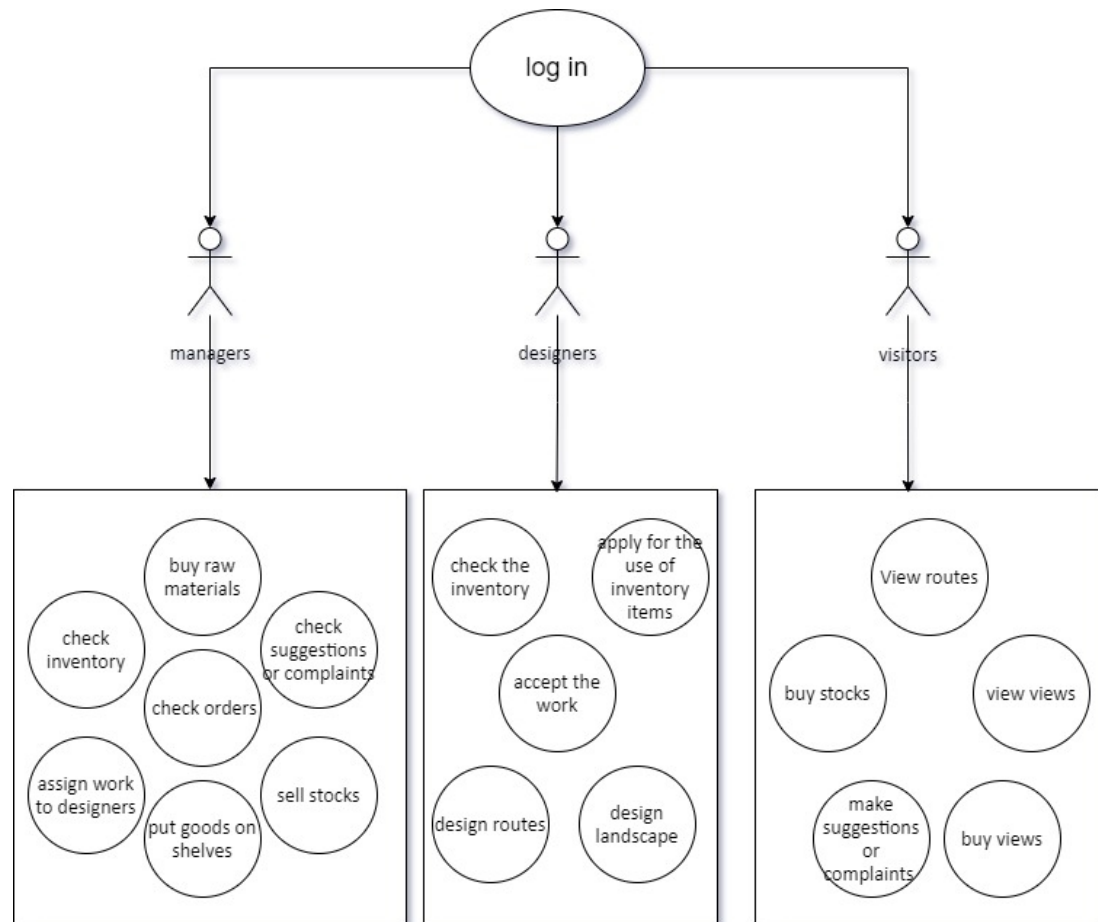 log in
managers
designers
visitors
buy raw
materials
check
inventory
check
suggestions
or complaints
check orders
assign work
to designers
sell stocks
put goods on
shelves
check the
inventory
apply for the
use of
inventory
items
accept the
work
design routes
design
landscape
View routes
buy stocks
view views
make
suggestions
or
complaints
buy views